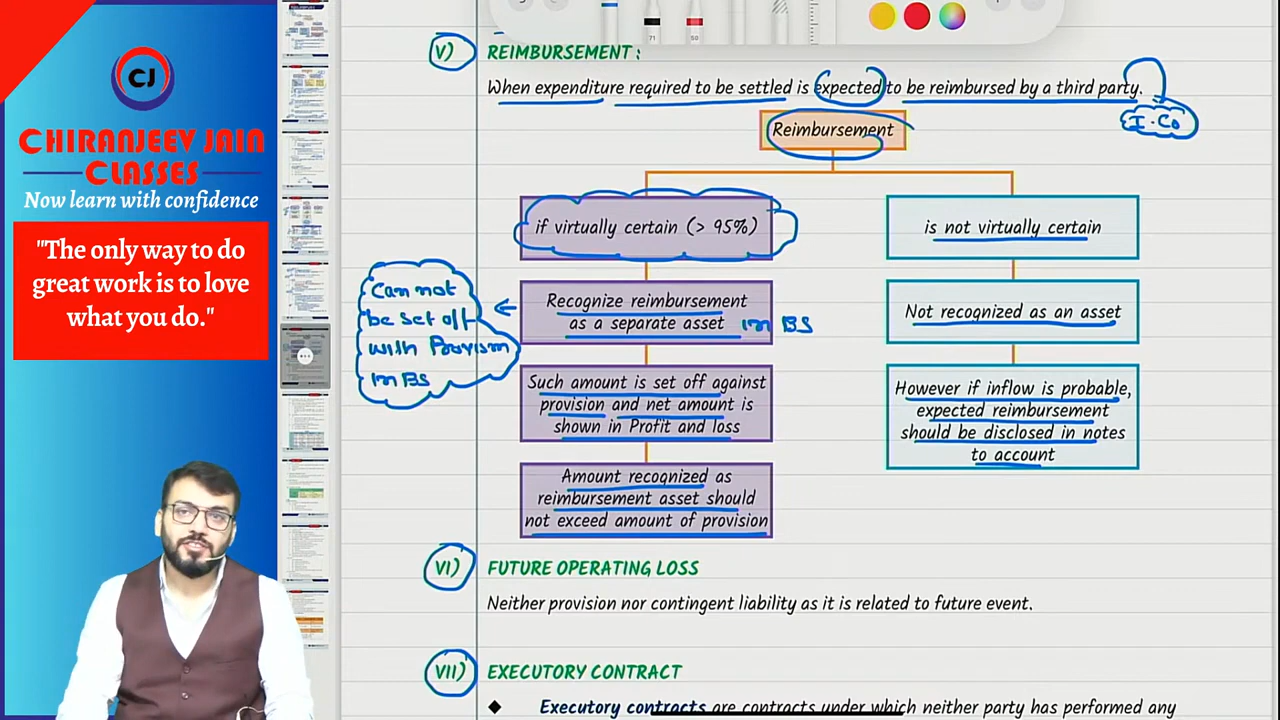 CJ
CHIRANJEEV JAIN
CLASSES
Now learn with confidence
"The only way to do
great work is to love
what you do."
71
50
V) REIMBURSMENT :
When expenditure required to be settled is expected to be reimbursed by a third party.
I.C
Reimbursement
if virtually certain (>
is not virtually certain
Can not
be set off
with Provision
in BS
Recognize reimbursement
as separate asset
BS
Not recognized as an asset
Such amount is set off against
provision and net amount is
shown in Profit and loss
However if inflow is probable,
expected reimbursement
should be disclosed in notes
to account
Amount recognized
reimbursement asset should
not exceed amount of provision
VI) FUTURE OPERATING LOSS
Neither provision nor contingent liability as it is related to future event.
VII) EXECUTORY CONTRACT
◆ Executory contracts are contracts under which neither party has performed any